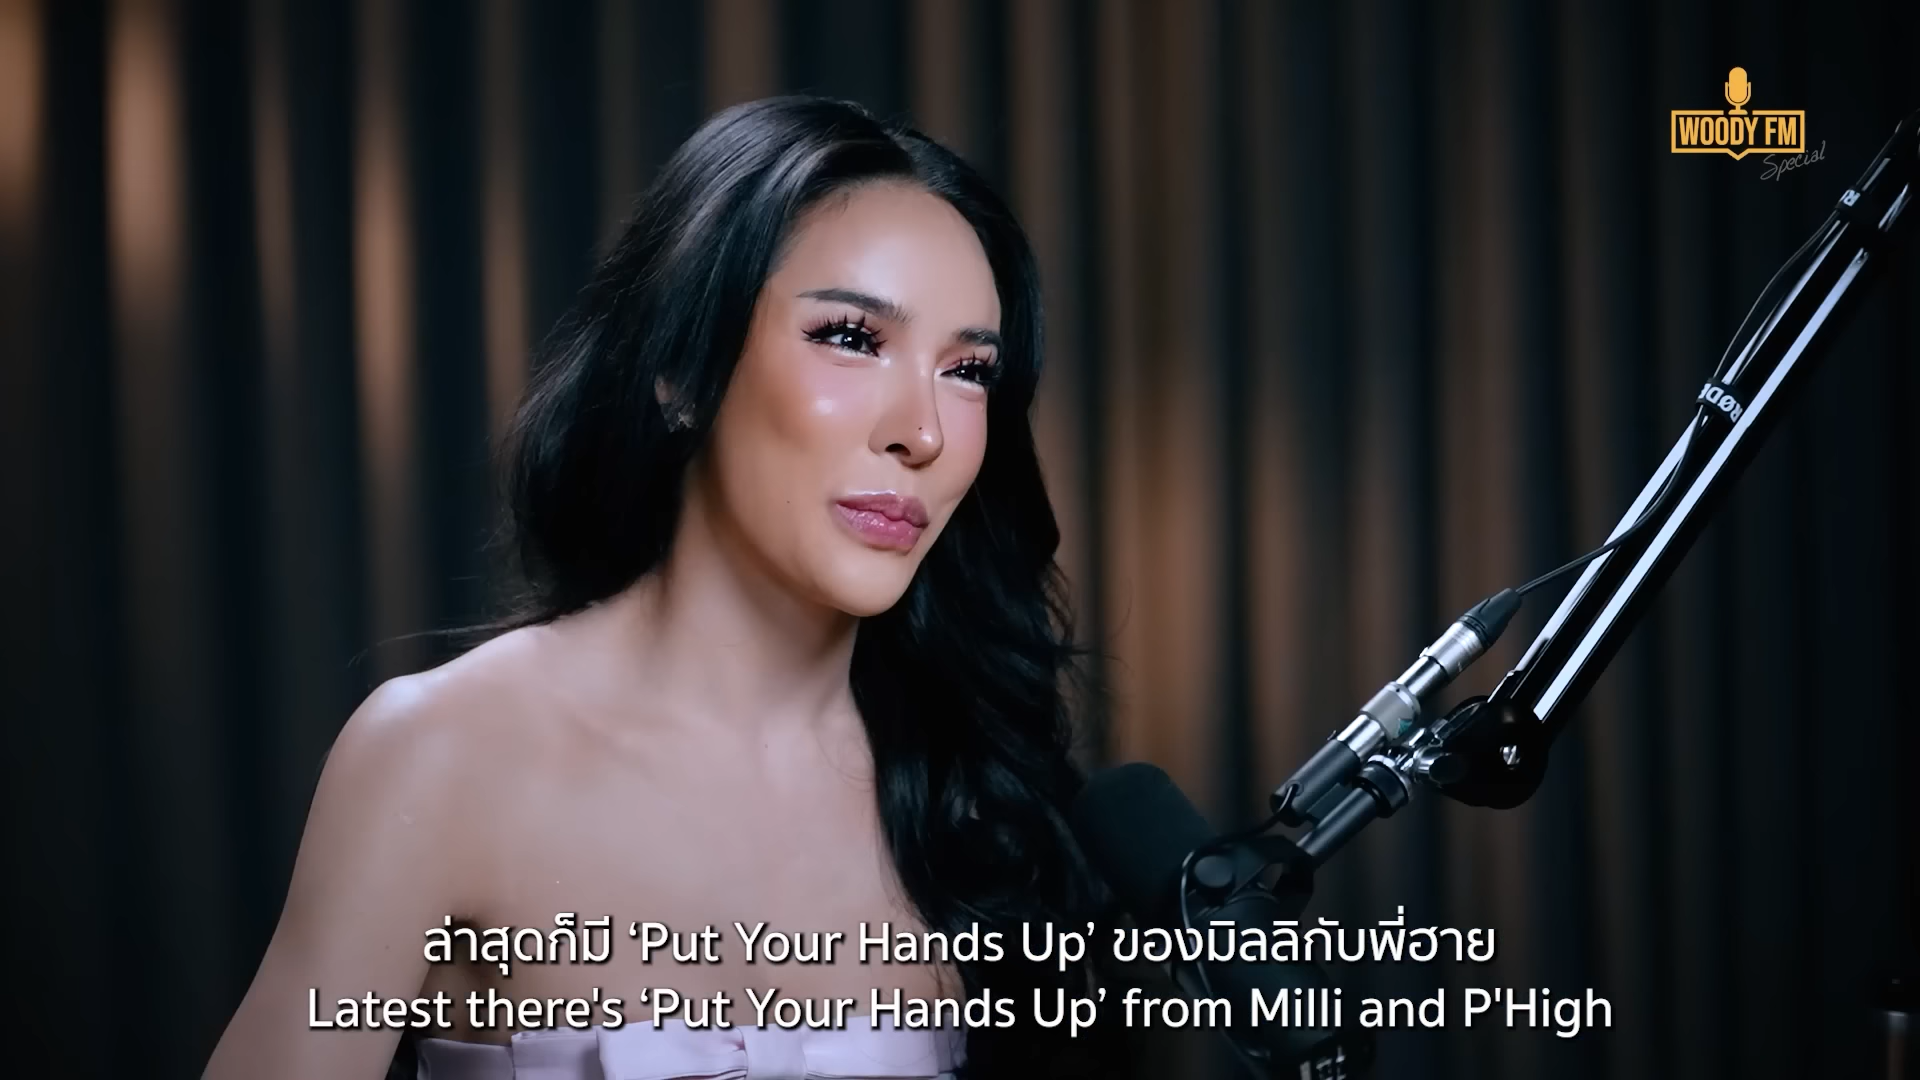 WOODY FM
Special
RØDE
ล่าสุดก็มี ‘Put Your Hands Up’ ของมิลลิกับพี่ฮาย
Latest there's ‘Put Your Hands Up’ from Milli and P'High